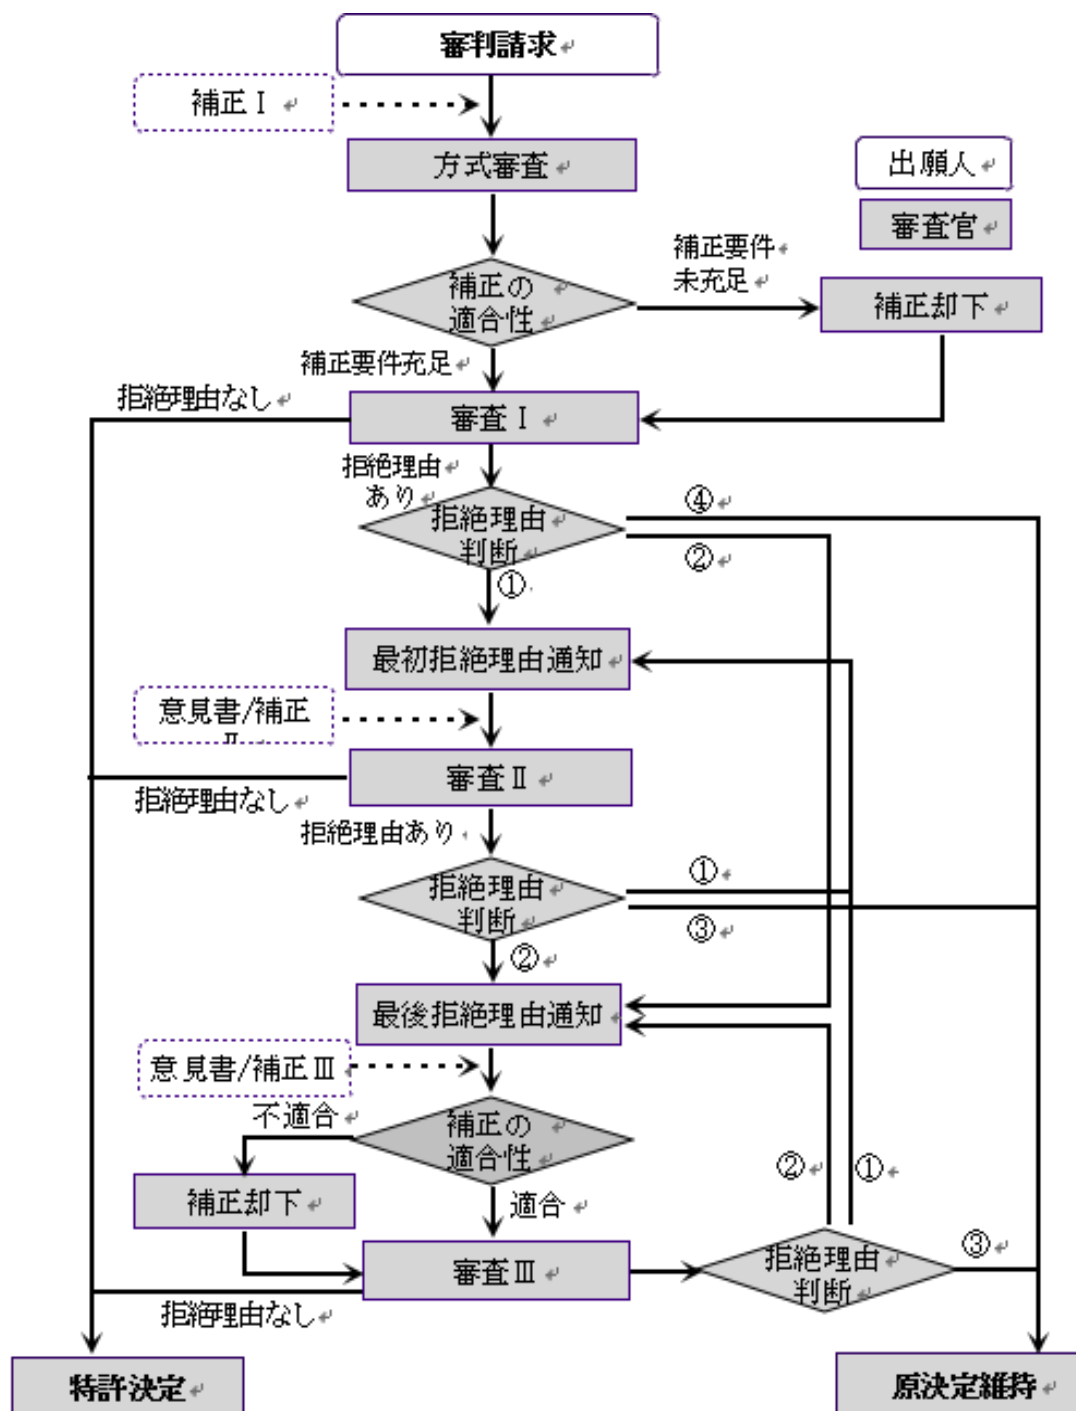 審判請求
補正Ⅰ
方式審査
出願人
審査官
補正の
適合性
補正要件
未充足
補正却下
補正要件充足
拒絶理由なし
審査Ⅰ
拒絶理由
あり
拒絶理由
判断
④
②
①
最初拒絶理由通知
意見書/補正
Ⅱ
審査Ⅱ
拒絶理由なし
拒絶理由あり
拒絶理由
判断
①
③
②
最後拒絶理由通知
意見書/補正Ⅲ
不適合
補正の
適合性
②
①
補正却下
適合
審査Ⅲ
拒絶理由
判断
③
拒絶理由なし
特許決定
原決定維持